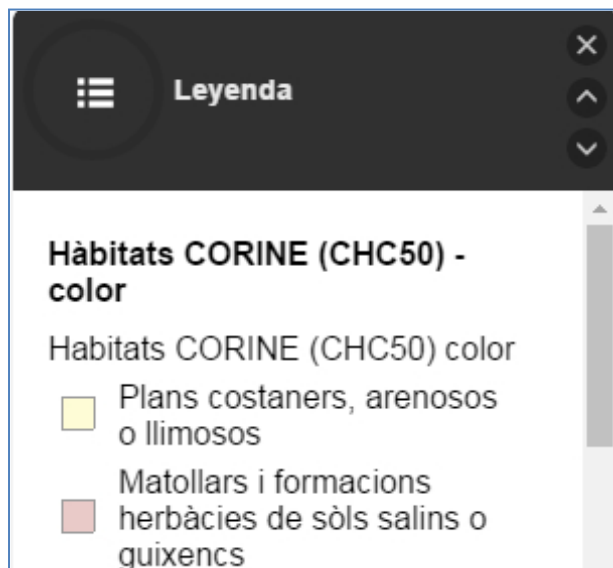 Leyenda
Hàbitats CORINE (CHC50) -
color
Habitats CORINE (CHC50) color
Plans costaners, arenosos
o llimosos
Matollars i formacions
herbàcies de sòls salins o
guixencs